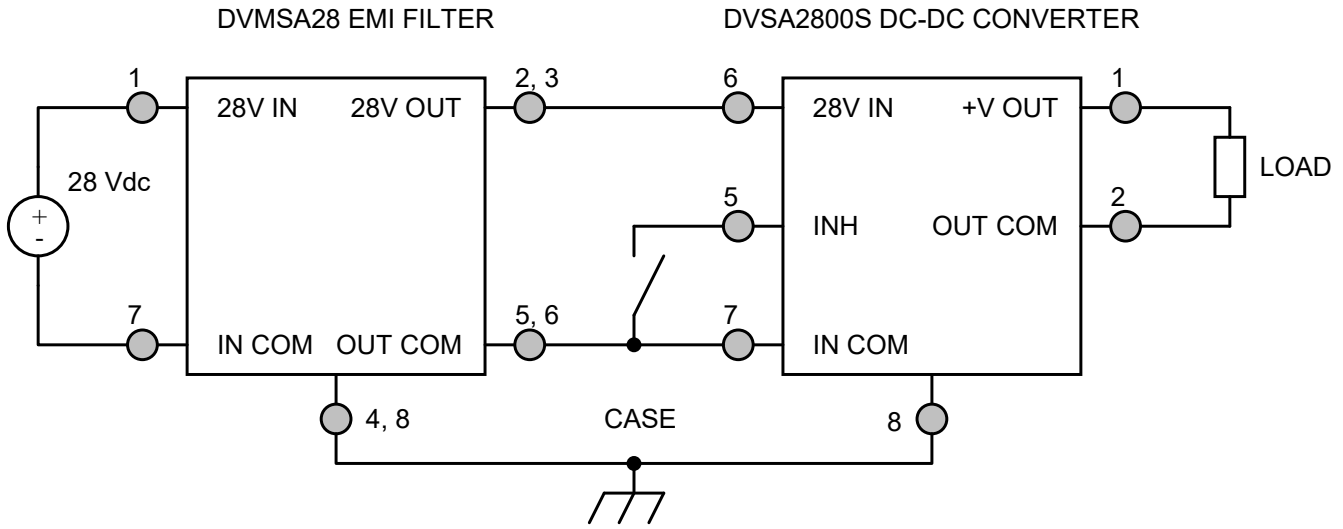 DVMSA28 EMI FILTER
DVSA2800S DC-DC CONVERTER
1
2, 3
6
1
28V IN
28V OUT
28V IN
+V OUT
28 Vdc
LOAD
+
-
5
2
INH
OUT COM
7
5, 6
7
IN COM
OUT COM
IN COM
4, 8
CASE
8